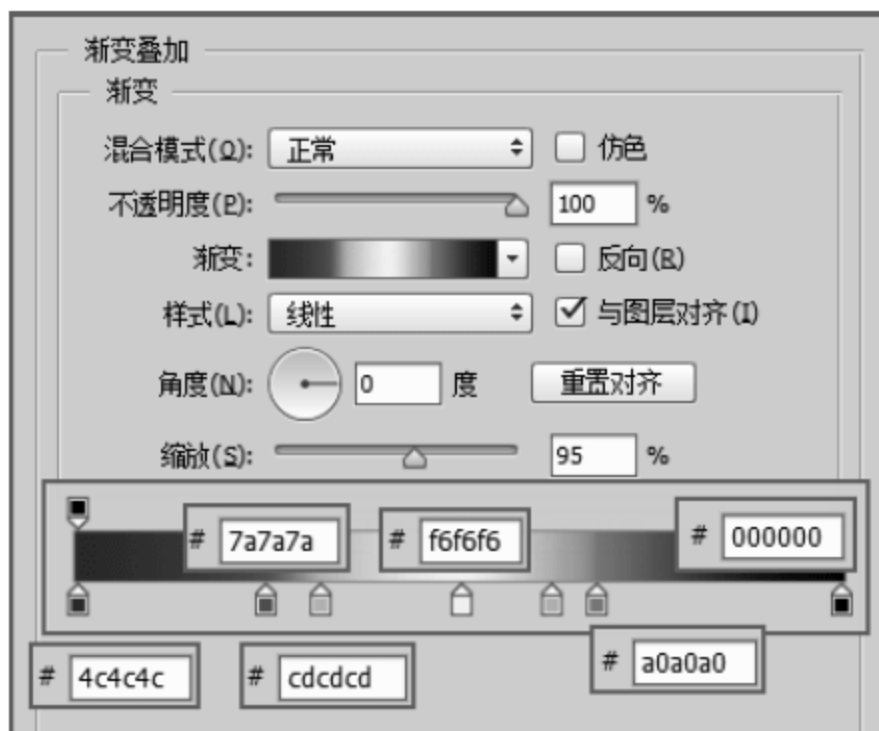 渐变叠加
渐变
混合模式(O): 正常 仿色
不透明度(P): 100 %
渐变: 反向(R)
样式(L): 线性 与图层对齐(I)
角度(N): 0 度 重置对齐
缩放(S): 95 %
# 7a7a7a # f6f6f6 # 000000
# 4c4c4c # cdcdcd # a0a0a0